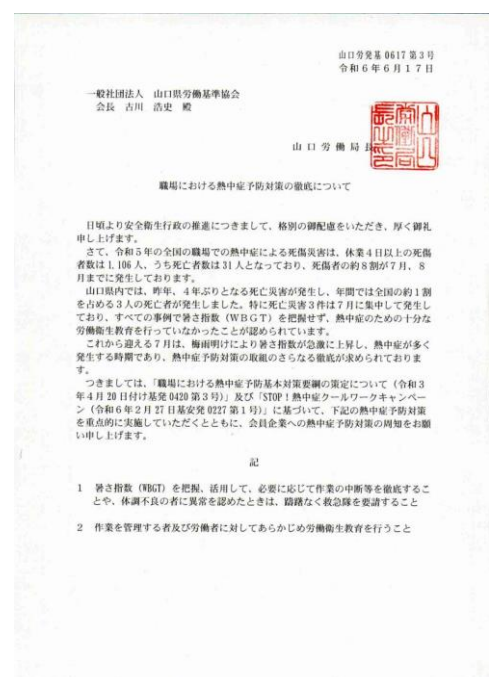 山口労発基 0617 第3号
令和6年6月17日
一般社団法人 山口県労働基準協会
会長 古川 浩史 殿
山口労働局長
職場における熱中症予防対策の徹底について
日頃より安全衛生行政の推進につきまして、格別の御配慮をいただき、厚く御礼
申し上げます。
さて、令和5年の全国の職場での熱中症による死傷災害は、休業4日以上の死傷
者数は1,106人、うち死亡者数は31人となっており、死傷者の約8割が7月、8
月までに発生しております。
山口県内では、昨年、4年ぶりとなる死亡災害が発生し、年間では全国の約1割
を占める3人の死亡者が発生しました。特に死亡災害3件は7月に集中して発生し
ており、すべての事例で暑さ指数(WBGT)を把握せず、熱中症のための十分な
労働衛生教育を行っていなかったことが認められています。
これから迎える7月は、梅雨明けにより暑さ指数が急激に上昇し、熱中症が多く
発生する時期であり、熱中症予防対策の取組のさらなる徹底が求められておりま
す。
つきましては、「職場における熱中症予防基本対策要綱の策定について(令和3
年4月20日付け基発0420第3号)」及び「STOP!熱中症クールワークキャンペー
ン(令和6年2月27日基安発0227第1号)」に基づいて、下記の熱中症予防対策
を重点的に実施していただくとともに、会員企業への熱中症予防対策の周知をお願
い申し上げます。
記
1 暑さ指数(WBGT)を把握、活用して、必要に応じて作業の中断等を徹底するこ
とや、体調不良の者に異常を認めたときは、躊躇なく救急隊を要請すること
2 作業を管理する者及び労働者に対してあらかじめ労働衛生教育を行うこと